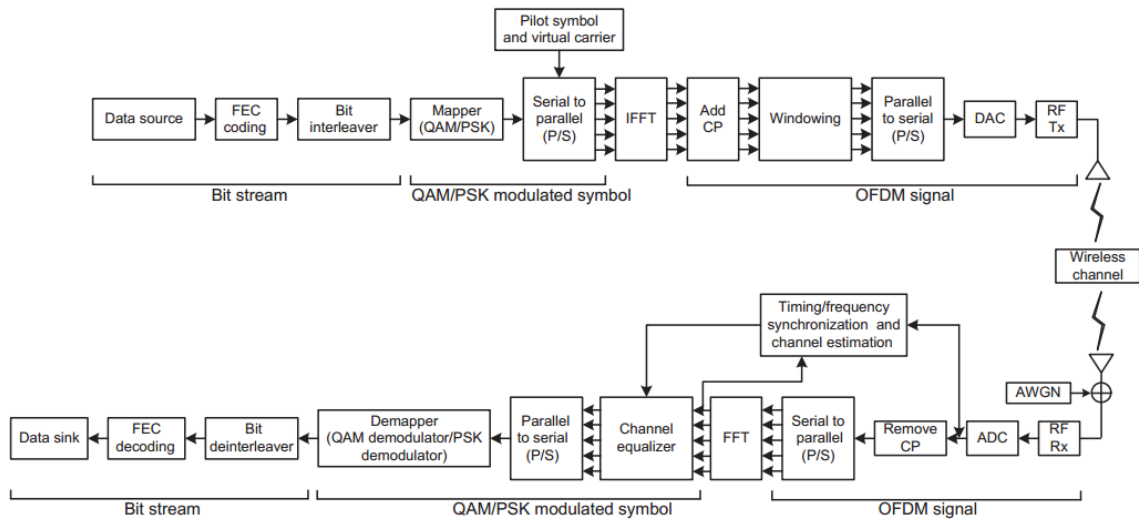 Pilot symbol
and virtual carrier
Data source
FEC
coding
Bit
interleaver
Mapper
(QAM/PSK)
Serial to
parallel
(P/S)
IFFT
Add
CP
Windowing
Parallel
to serial
(P/S)
DAC
RF
Tx
Bit stream
QAM/PSK modulated symbol
OFDM signal
Wireless
channel
Timing/frequency
synchronization and
channel estimation
AWGN
Data sink
FEC
decoding
Bit
deinterleaver
Demapper
(QAM demodulator/PSK
demodulator)
Parallel
to serial
(P/S)
Channel
equalizer
FFT
Serial to
parallel
(P/S)
Remove
CP
ADC
RF
Rx
Bit stream
QAM/PSK modulated symbol
OFDM signal